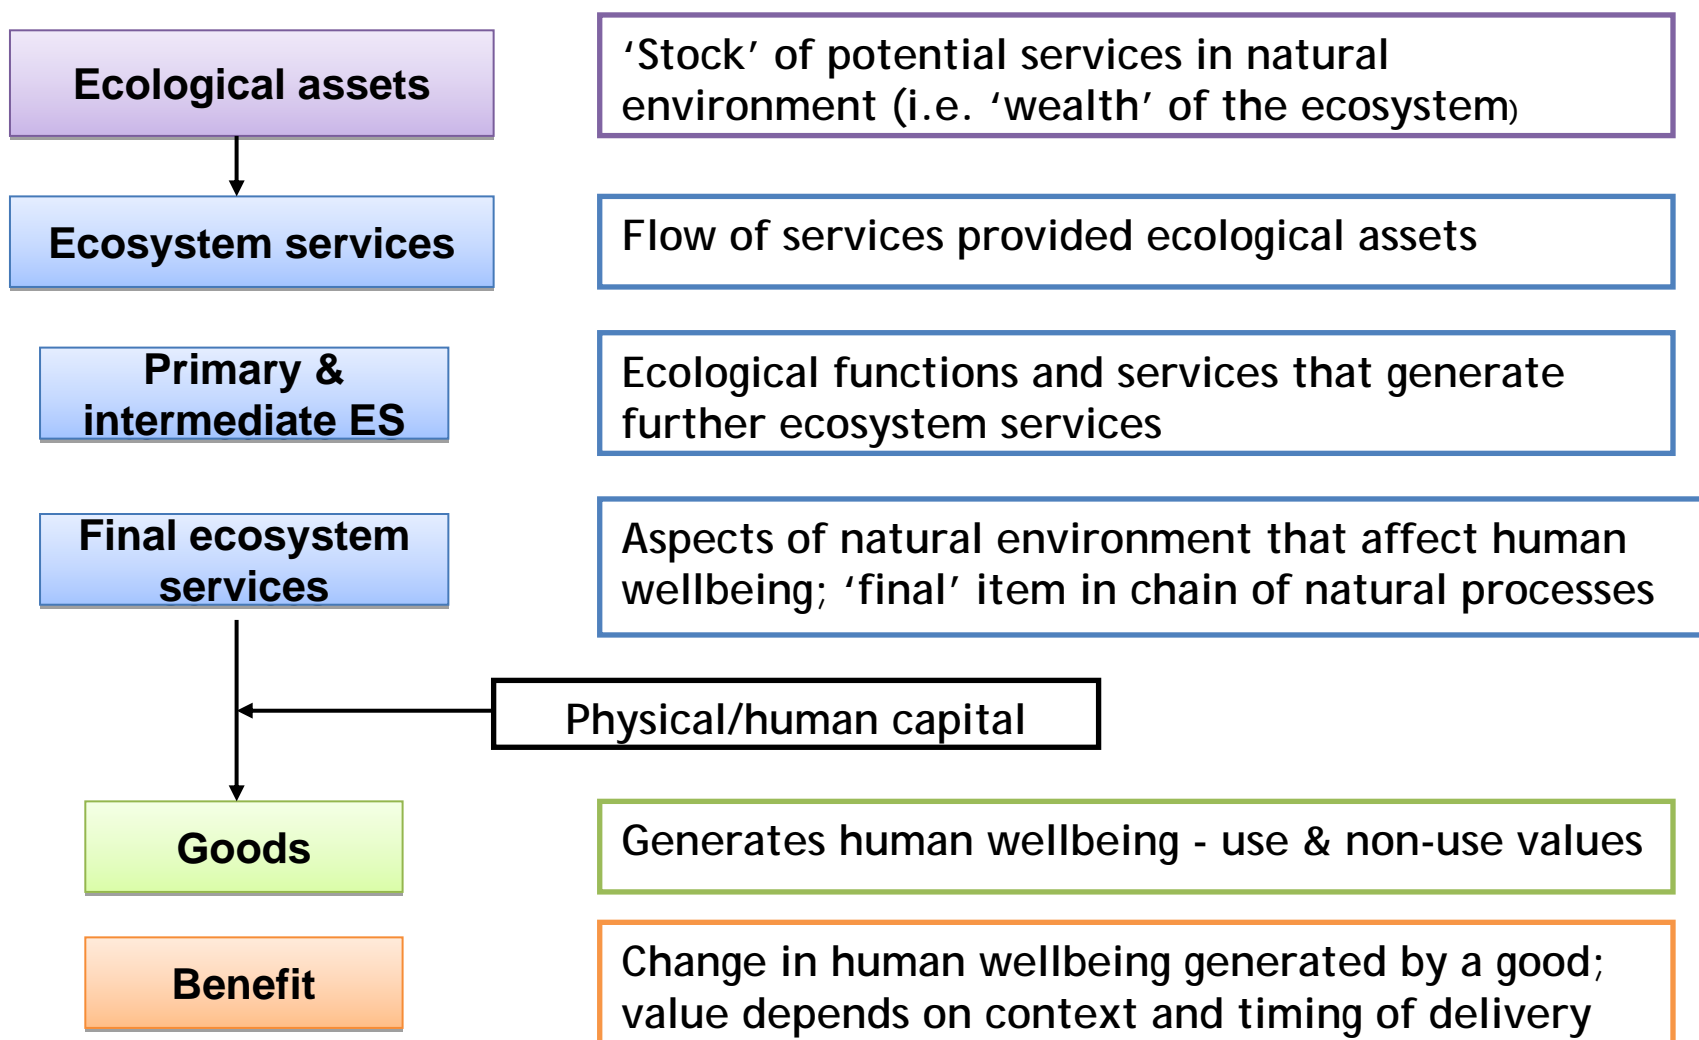 Ecological assets
‘Stock’ of potential services in natural
environment (i.e. ‘wealth’ of the ecosystem)
Ecosystem services
Flow of services provided ecological assets
Primary &
intermediate ES
Ecological functions and services that generate
further ecosystem services
Final ecosystem
services
Aspects of natural environment that affect human
wellbeing; ‘final’ item in chain of natural processes
Physical/human capital
Goods
Generates human wellbeing - use & non-use values
Benefit
Change in human wellbeing generated by a good;
value depends on context and timing of delivery